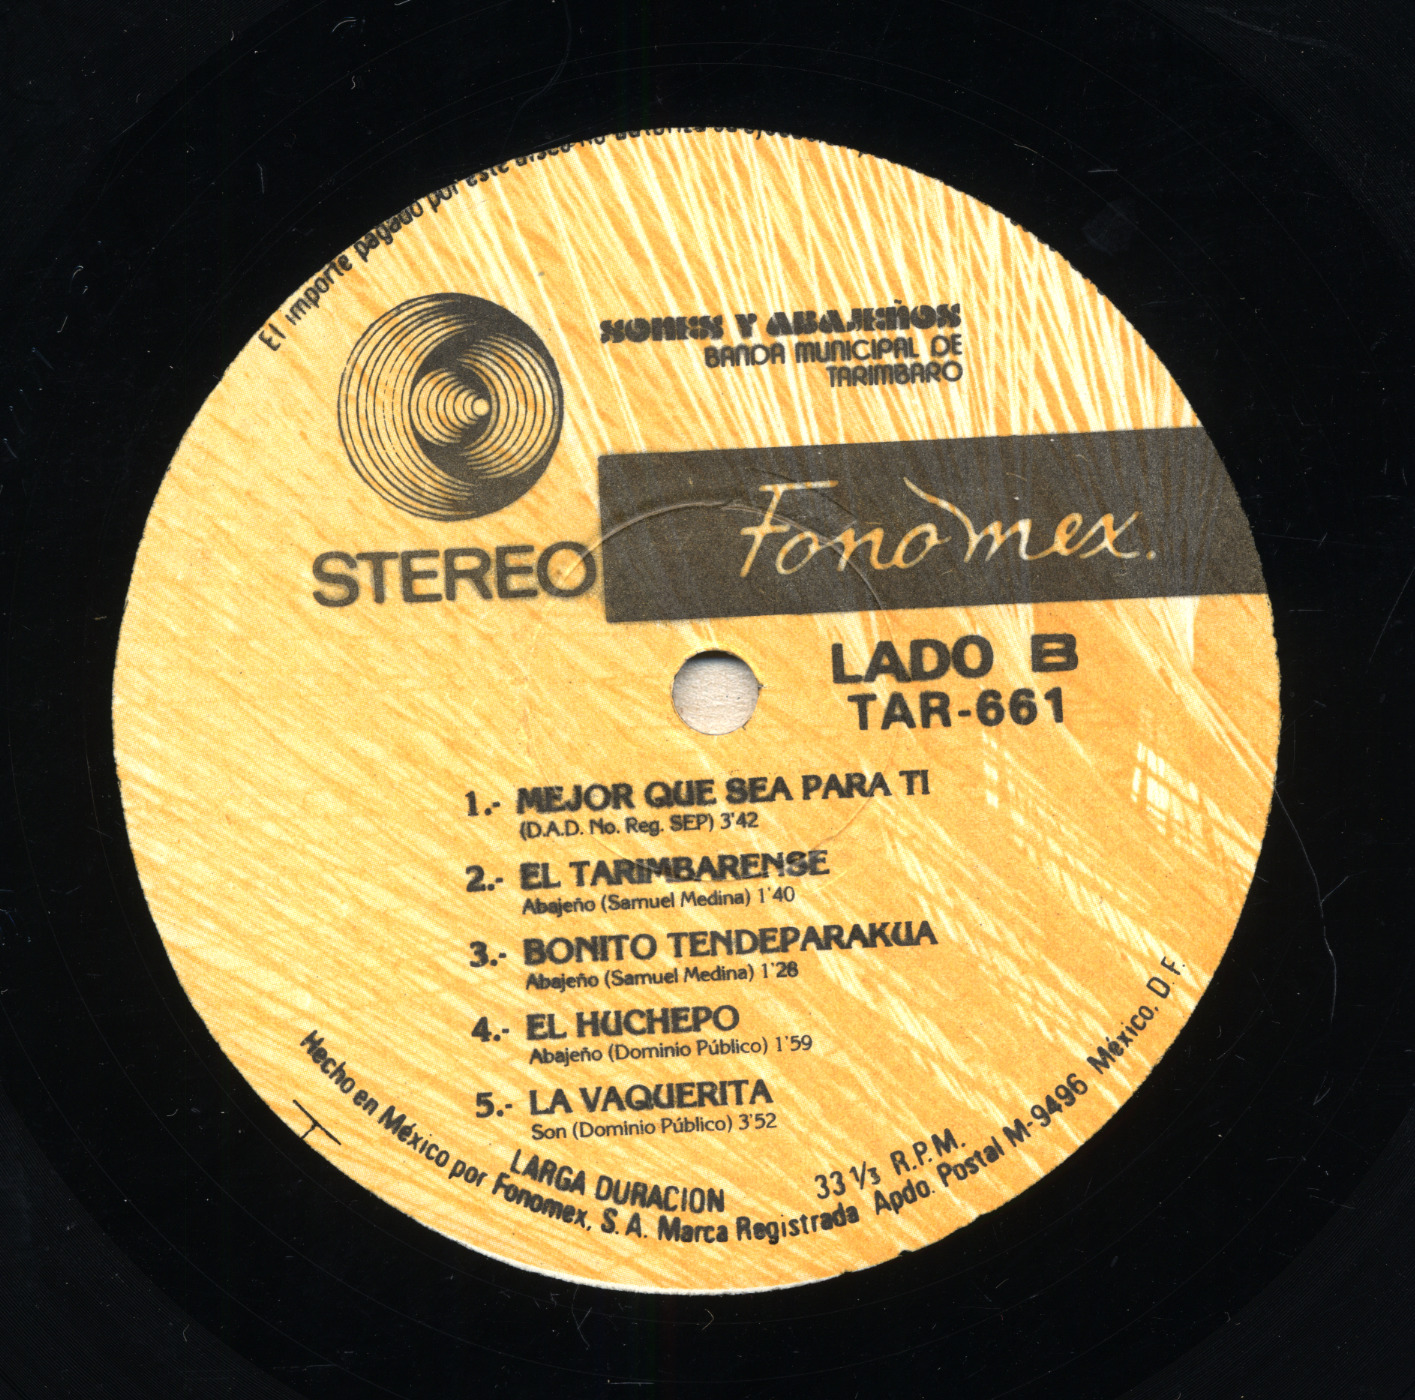 El importe pagado por este disco no
SONES Y ABAJEÑOS
BANDA MUNICIPAL DE
TARIMBARO
STEREO
Fonomex.
LADO B
TAR-661
1.- MEJOR QUE SEA PARA TI
(D.A.D. No. Reg. SEP) 3'42
2.- EL TARIMBARENSE
Abajeño (Samuel Medina) 1'40
3.- BONITO TENDEPARAKUA
Abajeño (Samuel Medina) 1'28
4.- EL HUCHEPO
Abajeño (Dominio Público) 1'59
5.- LA VAQUERITA
Son (Dominio Público) 3'52
LARGA DURACION 33 1/3 R.P.M.
Hecho en México por Fonomex, S.A. Marca Registrada Apdo. Postal M-9496 México, D.F.